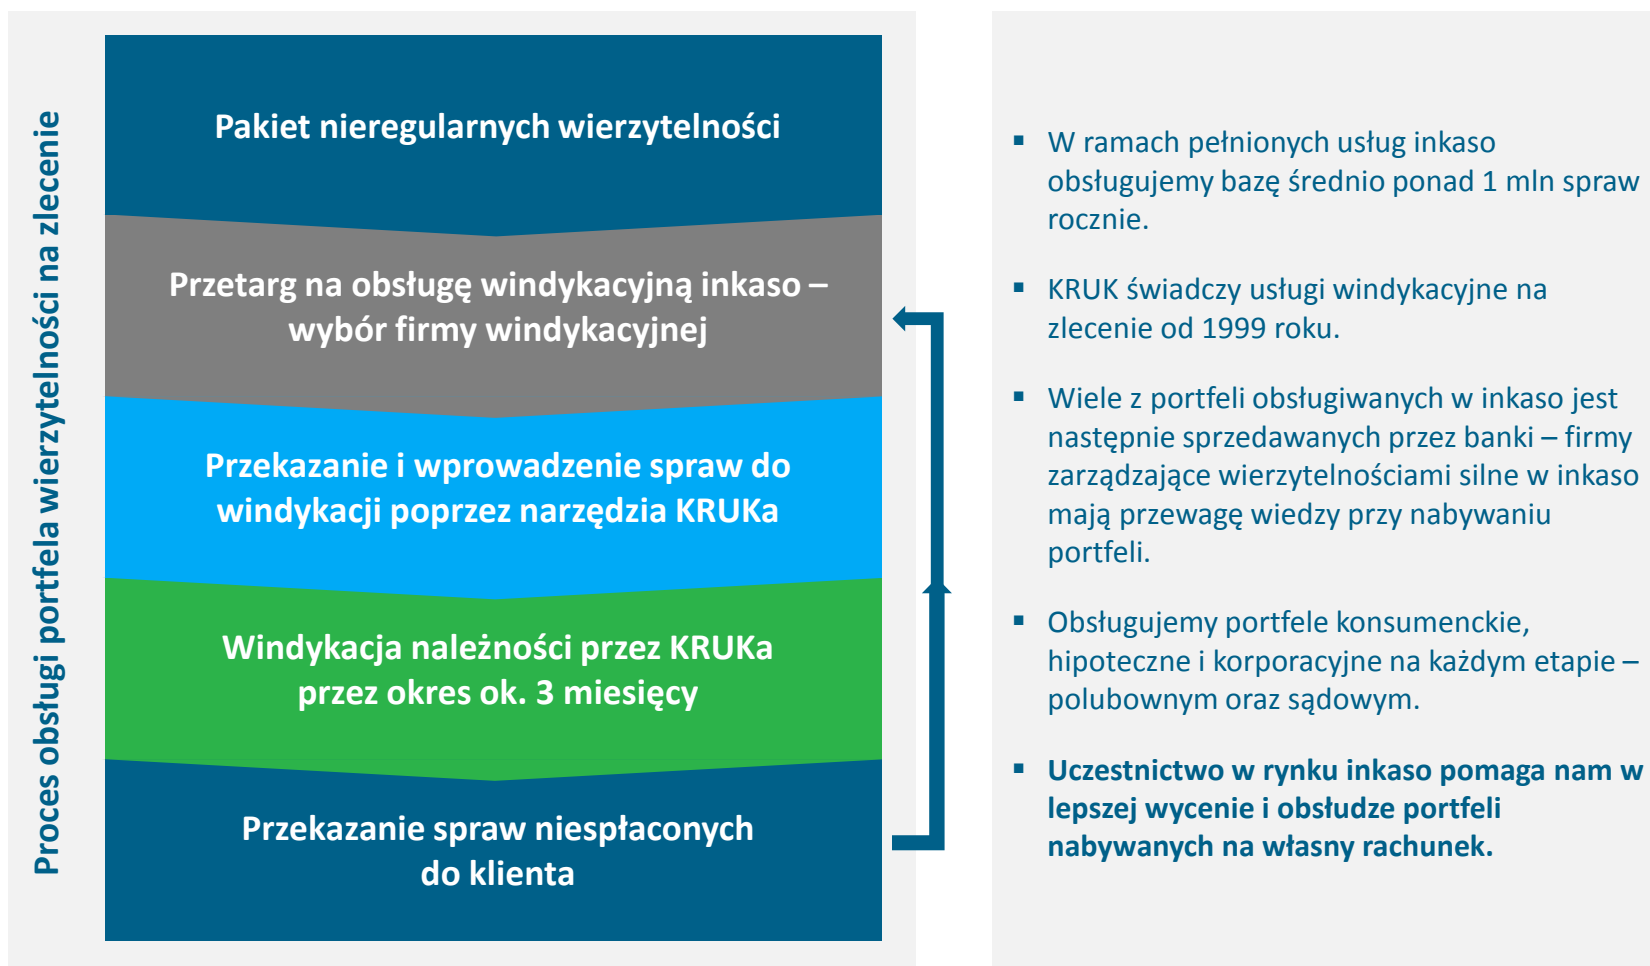 Proces obsługi portfela wierzytelności na zlecenie
Pakiet nieregularnych wierzytelności
Przetarg na obsługę windykacyjną inkaso –
wybór firmy windykacyjnej
Przekazanie i wprowadzenie spraw do
windykacji poprzez narzędzia KRUKa
Windykacja należności przez KRUKa
przez okres ok. 3 miesięcy
Przekazanie spraw niespłaconych
do klienta
▪ W ramach pełnionych usług inkaso
obsługujemy bazę średnio ponad 1 mln spraw
rocznie.
▪ KRUK świadczy usługi windykacyjne na
zlecenie od 1999 roku.
▪ Wiele z portfeli obsługiwanych w inkaso jest
następnie sprzedawanych przez banki – firmy
zarządzające wierzytelnościami silne w inkaso
mają przewagę wiedzy przy nabywaniu
portfeli.
▪ Obsługujemy portfele konsumenckie,
hipoteczne i korporacyjne na każdym etapie –
polubownym oraz sądowym.
▪ Uczestnictwo w rynku inkaso pomaga nam w
lepszej wycenie i obsłudze portfeli
nabywanych na własny rachunek.